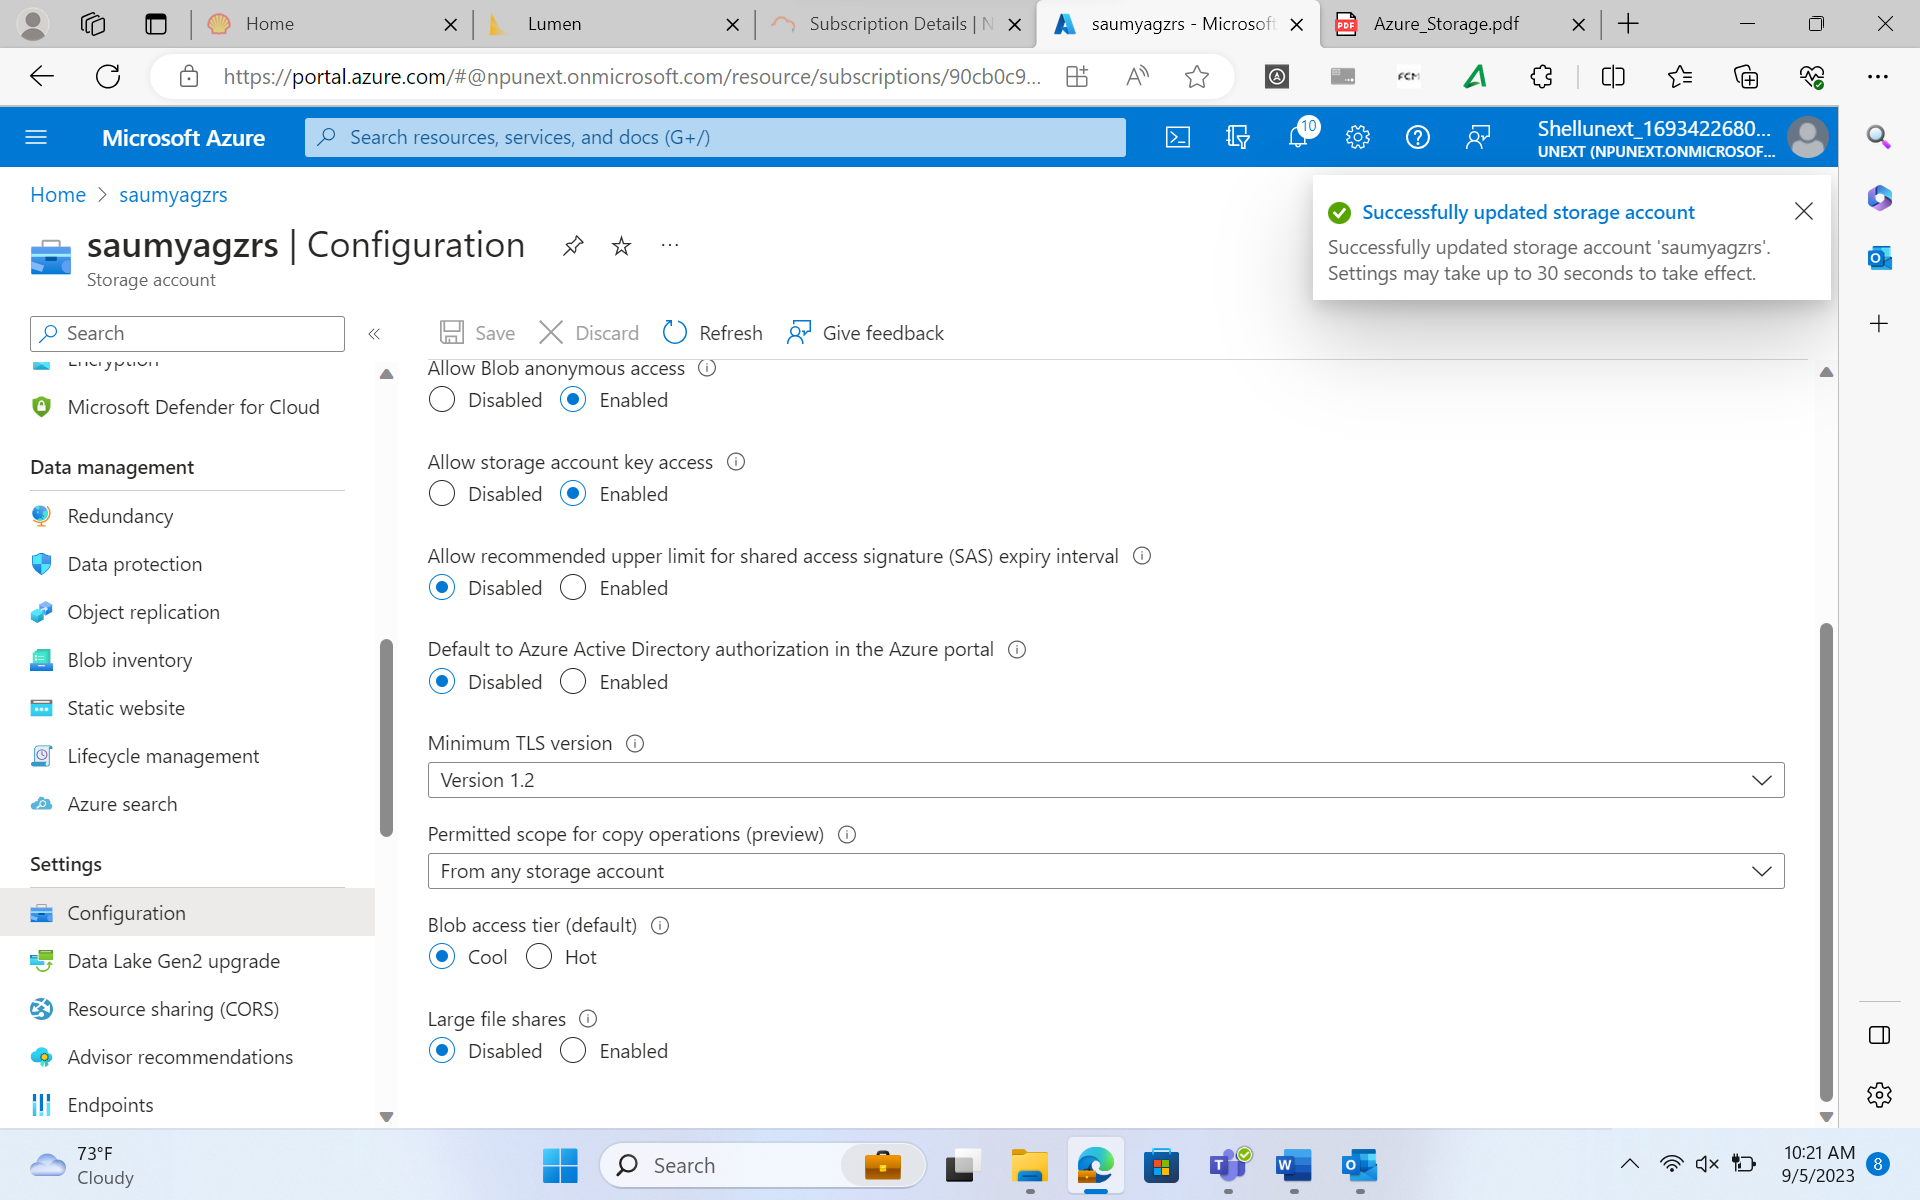 Home
Lumen
Subscription Details | N
saumyagzrs - Microsoft
PDF
Azure_Storage.pdf
https://portal.azure.com/#@npunext.onmicrosoft.com/resource/subscriptions/90cb0c9...
FCM
Microsoft Azure
Search resources, services, and docs (G+/)
10
Shellunext_1693422680...
UNEXT (NPUNEXT.ONMICROSOF...
Home > saumyagzrs
saumyagzrs | Configuration
Storage account
Successfully updated storage account
Successfully updated storage account 'saumyagzrs'.
Settings may take up to 30 seconds to take effect.
Search
Save
Discard
Refresh
Give feedback
Encryption
Microsoft Defender for Cloud
Data management
Redundancy
Data protection
Object replication
Blob inventory
Static website
Lifecycle management
Azure search
Settings
Configuration
Data Lake Gen2 upgrade
Resource sharing (CORS)
Advisor recommendations
Endpoints
Allow Blob anonymous access
Disabled Enabled
Allow storage account key access
Disabled Enabled
Allow recommended upper limit for shared access signature (SAS) expiry interval
Disabled Enabled
Default to Azure Active Directory authorization in the Azure portal
Disabled Enabled
Minimum TLS version
Version 1.2
Permitted scope for copy operations (preview)
From any storage account
Blob access tier (default)
Cool Hot
Large file shares
Disabled Enabled
73°F
Cloudy
Search
10:21 AM
9/5/2023
8